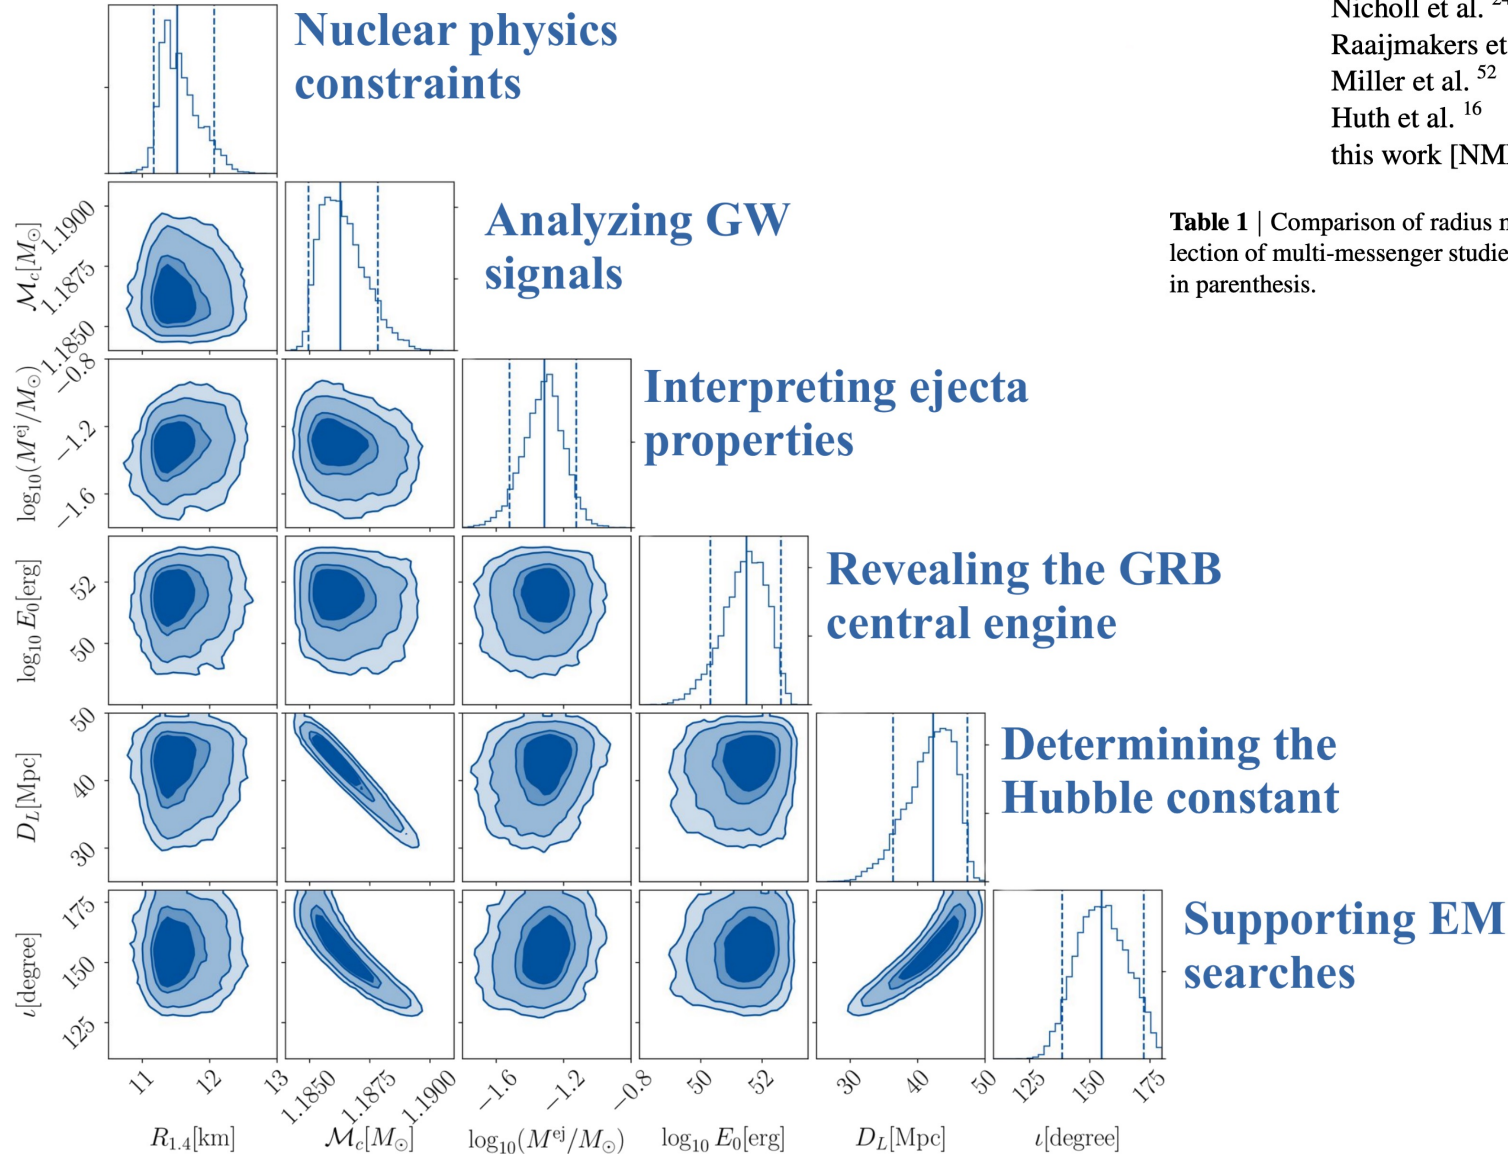 Nuclear physics
constraints
Nicholl et al.
Raaijmakers et
Miller et al. 52
Huth et al. 16
this work [NM
Table 1 | Comparison of radius m
lection of multi-messenger studie
in parenthesis.
Analyzing GW
signals
ℳc[M⊙]
1.1900
1.1875
1.1850
Interpreting ejecta
properties
log10(M^ej/M⊙)
−0.8
−1.2
−1.6
Revealing the GRB
central engine
log10 E0[erg]
52
50
Determining the
Hubble constant
DL[Mpc]
50
40
30
Supporting EM
searches
ι[degree]
175
150
125
11 12 13
1.1850 1.1875 1.1900
−1.6 −1.2 −0.8
50 52
30 40 50
125 150 175
R1.4[km]
ℳc[M⊙]
log10(M^ej/M⊙)
log10 E0[erg]
DL[Mpc]
ι[degree]